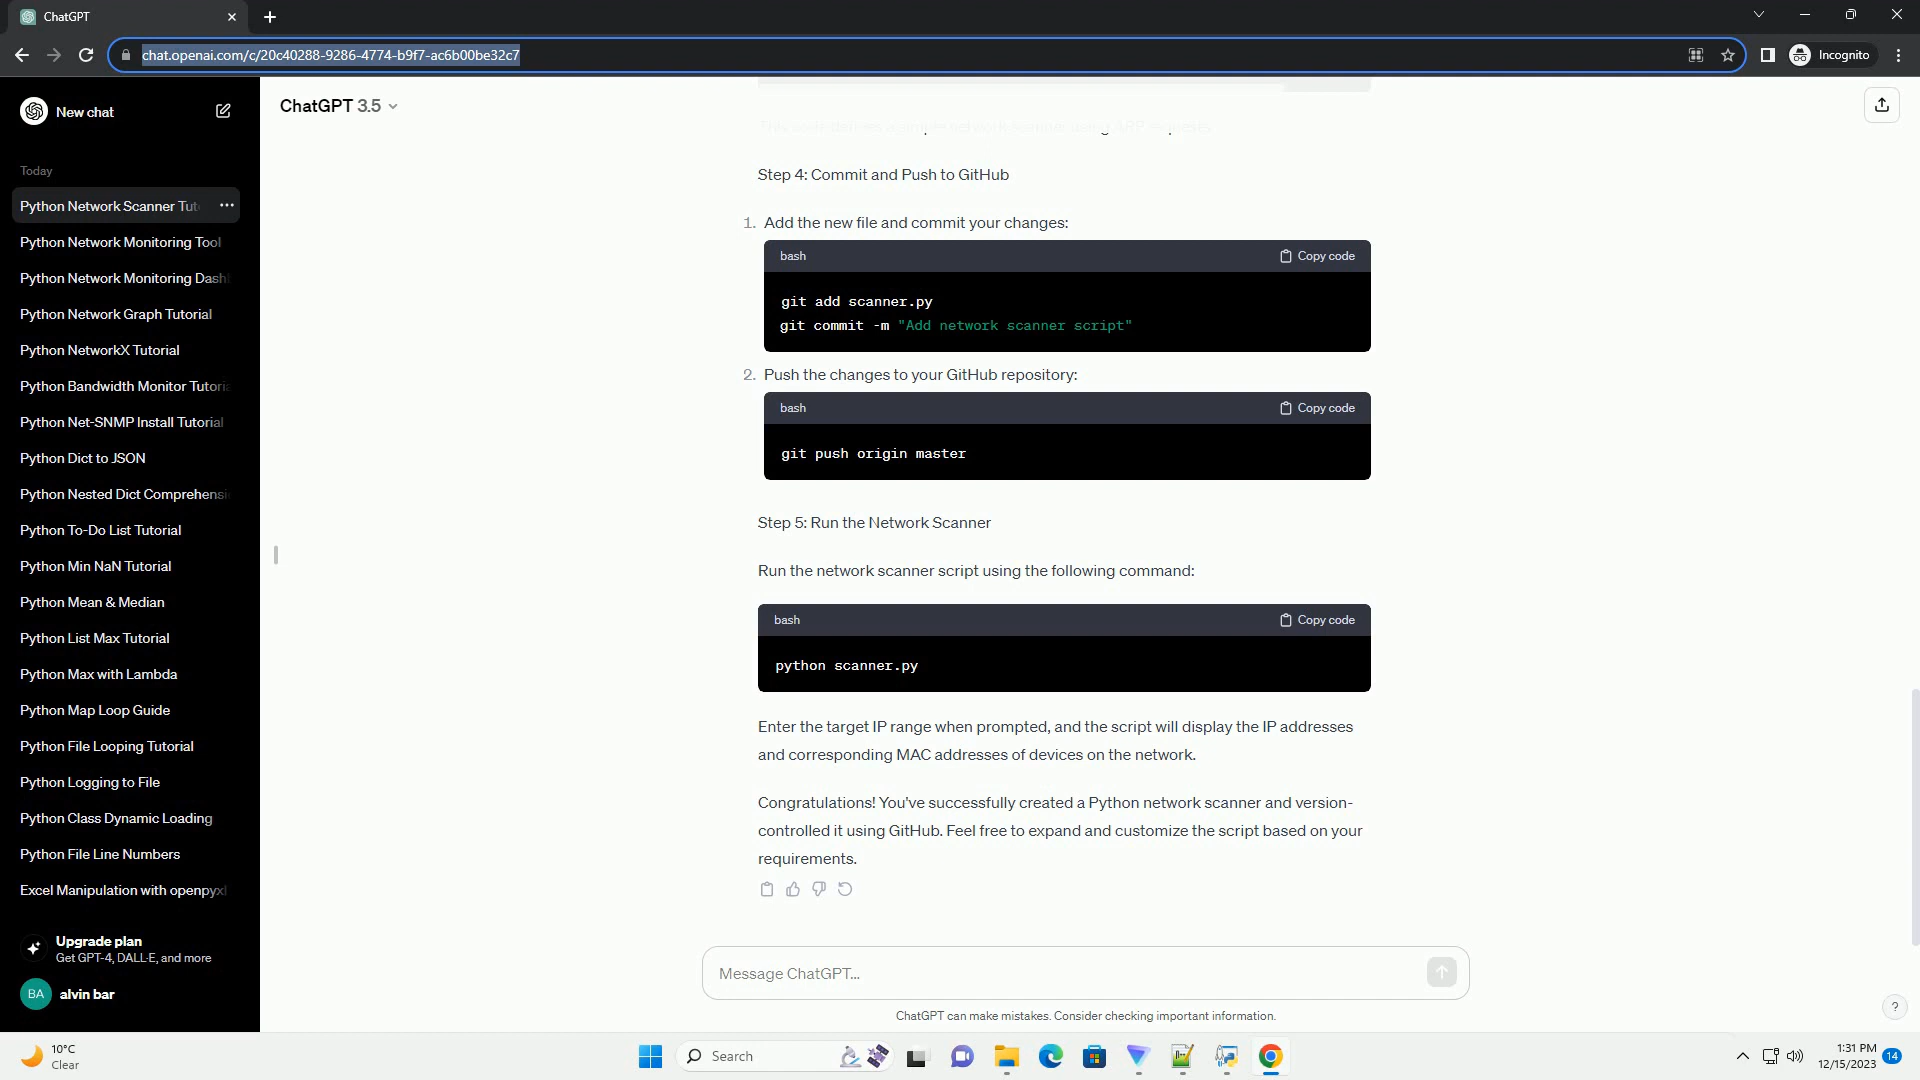 ChatGPT
chat.openai.com/c/20c40288-9286-4774-b9f7-ac6b00be32c7
Incognito
New chat
Today
Python Network Scanner Tut
Python Network Monitoring Tool
Python Network Monitoring Dash
Python Network Graph Tutorial
Python NetworkX Tutorial
Python Bandwidth Monitor Tutoria
Python Net-SNMP Install Tutorial
Python Dict to JSON
Python Nested Dict Comprehensi
Python To-Do List Tutorial
Python Min NaN Tutorial
Python Mean & Median
Python List Max Tutorial
Python Max with Lambda
Python Map Loop Guide
Python File Looping Tutorial
Python Logging to File
Python Class Dynamic Loading
Python File Line Numbers
Excel Manipulation with openpyxl
Upgrade plan
Get GPT-4, DALL·E, and more
BA alvin bar
ChatGPT 3.5
Step 4: Commit and Push to GitHub
1. Add the new file and commit your changes:
bash Copy code
git add scanner.py
git commit -m "Add network scanner script"
2. Push the changes to your GitHub repository:
bash Copy code
git push origin master
Step 5: Run the Network Scanner
Run the network scanner script using the following command:
bash Copy code
python scanner.py
Enter the target IP range when prompted, and the script will display the IP addresses
and corresponding MAC addresses of devices on the network.
Congratulations! You've successfully created a Python network scanner and version-
controlled it using GitHub. Feel free to expand and customize the script based on your
requirements.
Message ChatGPT...
ChatGPT can make mistakes. Consider checking important information.
?
10°C
Clear
Search
1:31 PM
12/15/2023
14